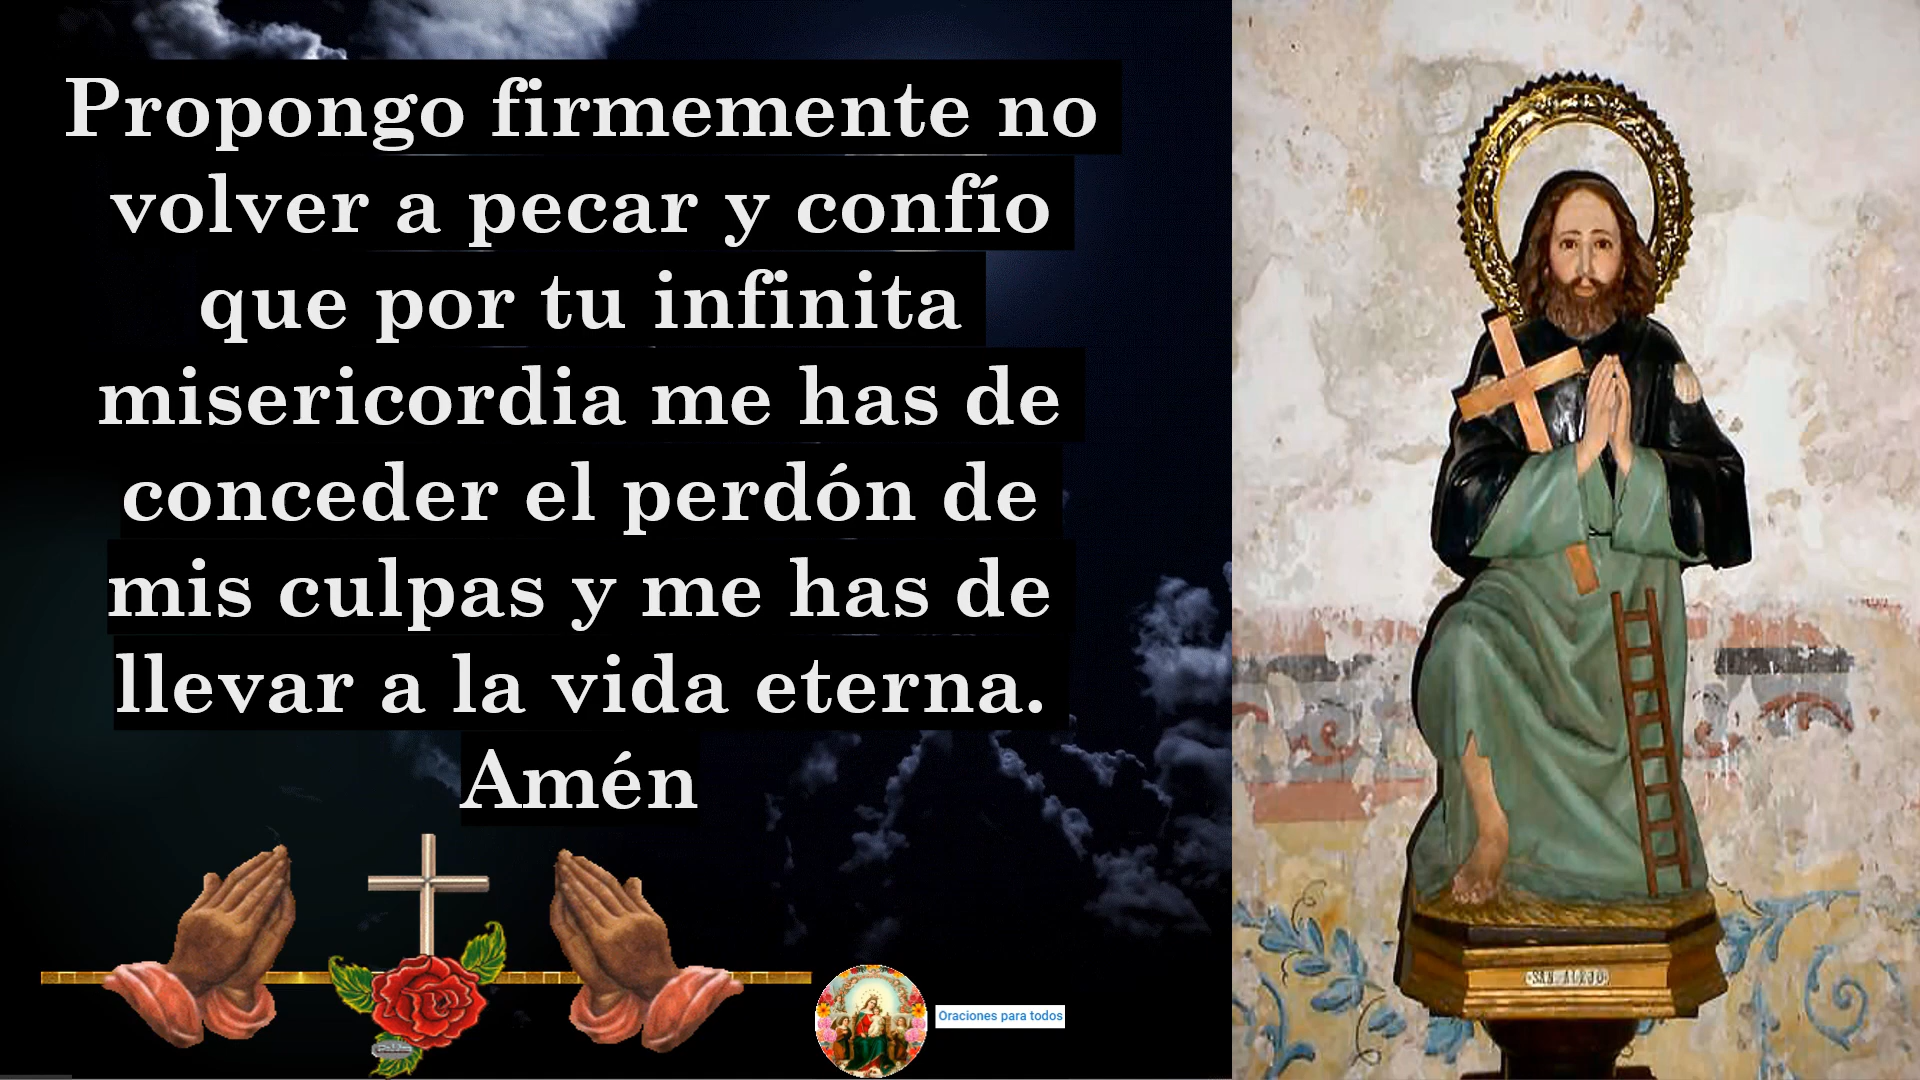 Propongo firmemente no
volver a pecar y confío
que por tu infinita
misericordia me has de
conceder el perdón de
mis culpas y me has de
llevar a la vida eterna.
Amén
Oraciones para todos
SAN. ALEJO